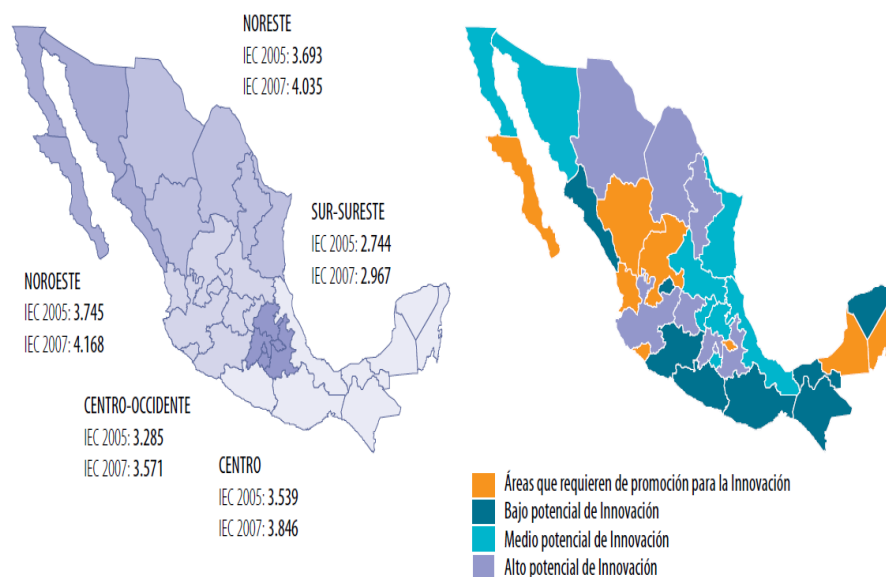 NORESTE
IEC 2005: 3.693
IEC 2007: 4.035
SUR-SURESTE
IEC 2005: 2.744
IEC 2007: 2.967
NOROESTE
IEC 2005: 3.745
IEC 2007: 4.168
CENTRO-OCCIDENTE
IEC 2005: 3.285
IEC 2007: 3.571
CENTRO
IEC 2005: 3.539
IEC 2007: 3.846
Áreas que requieren de promoción para la Innovación
Bajo potencial de Innovación
Medio potencial de Innovación
Alto potencial de Innovación